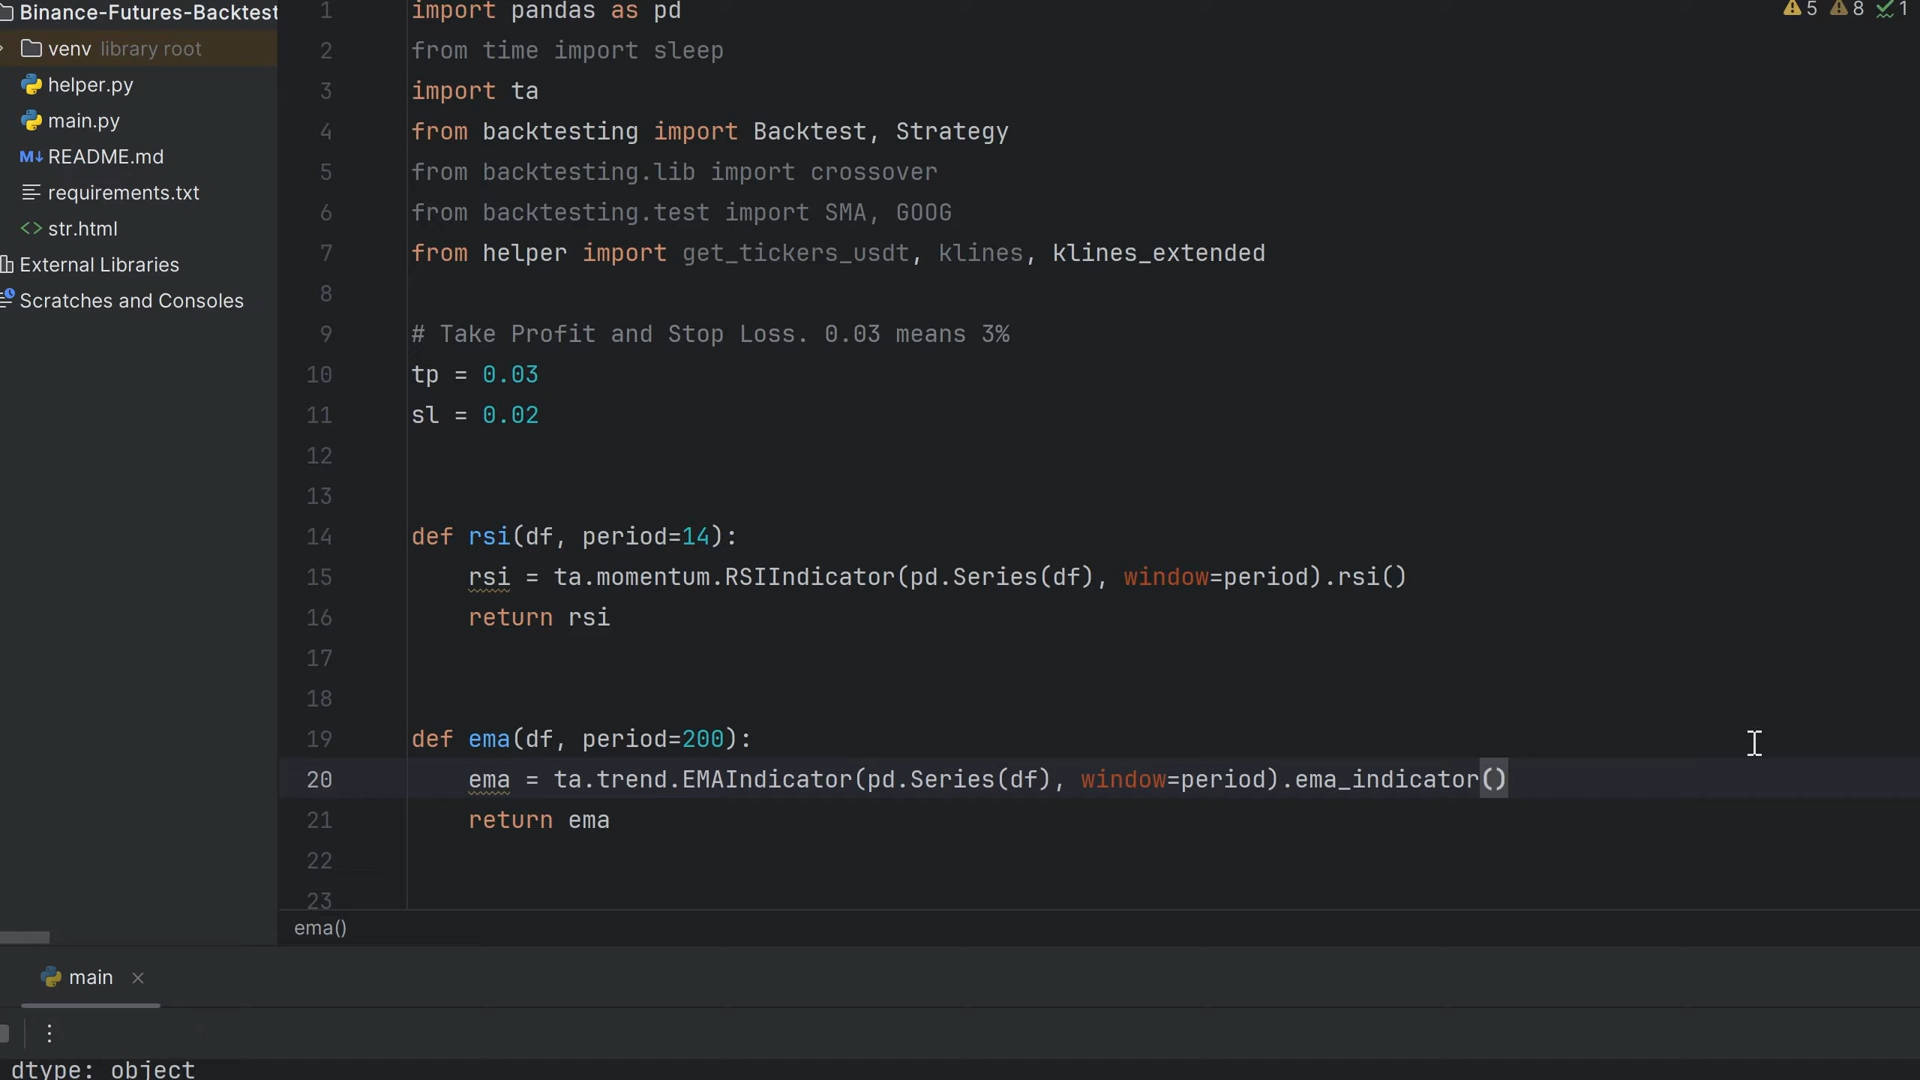 Binance-Futures-Backtest
venv library root
helper.py
main.py
M↓ README.md
requirements.txt
<> str.html
External Libraries
Scratches and Consoles
5 8 1
1 import pandas as pd
2 from time import sleep
3 import ta
4 from backtesting import Backtest, Strategy
5 from backtesting.lib import crossover
6 from backtesting.test import SMA, GOOG
7 from helper import get_tickers_usdt, klines, klines_extended
8
9 # Take Profit and Stop Loss. 0.03 means 3%
10 tp = 0.03
11 sl = 0.02
12
13
14 def rsi(df, period=14):
15 rsi = ta.momentum.RSIIndicator(pd.Series(df), window=period).rsi()
16 return rsi
17
18
19 def ema(df, period=200):
20 ema = ta.trend.EMAIndicator(pd.Series(df), window=period).ema_indicator()
21 return ema
22
23
ema()
main ×
dtype: object